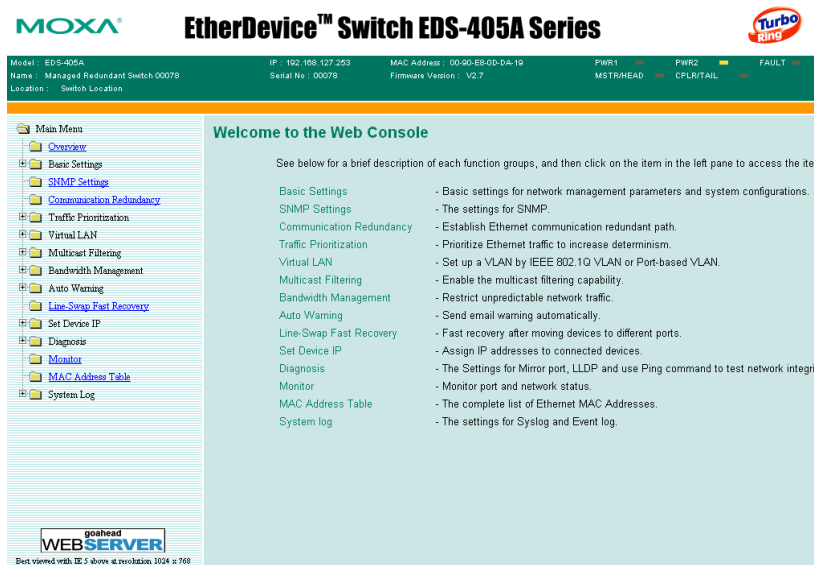 MOXA®
EtherDevice™ Switch EDS-405A Series
Turbo Ring
Model : EDS-405A IP : 192.168.127.253 MAC Address : 00-90-E8-0D-DA-19 PWR1 PWR2 FAULT
Name : Managed Redundant Switch 00078 Serial No : 00078 Firmware Version : V2.7 MSTR/HEAD CPLR/TAIL
Location : Switch Location
Main Menu
Overview
Basic Settings
SNMP Settings
Communication Redundancy
Traffic Prioritization
Virtual LAN
Multicast Filtering
Bandwidth Management
Auto Warning
Line-Swap Fast Recovery
Set Device IP
Diagnosis
Monitor
MAC Address Table
System Log
goahead
WEBSERVER
Best viewed with IE 5 above at resolution 1024 x 768
Welcome to the Web Console
See below for a brief description of each function groups, and then click on the item in the left pane to access the ite
Basic Settings - Basic settings for network management parameters and system configurations.
SNMP Settings - The settings for SNMP.
Communication Redundancy - Establish Ethernet communication redundant path.
Traffic Prioritization - Prioritize Ethernet traffic to increase determinism.
Virtual LAN - Set up a VLAN by IEEE 802.1Q VLAN or Port-based VLAN.
Multicast Filtering - Enable the multicast filtering capability.
Bandwidth Management - Restrict unpredictable network traffic.
Auto Warning - Send email warning automatically.
Line-Swap Fast Recovery - Fast recovery after moving devices to different ports.
Set Device IP - Assign IP addresses to connected devices.
Diagnosis - The Settings for Mirror port, LLDP and use Ping command to test network integri
Monitor - Monitor port and network status.
MAC Address Table - The complete list of Ethernet MAC Addresses.
System log - The settings for Syslog and Event log.